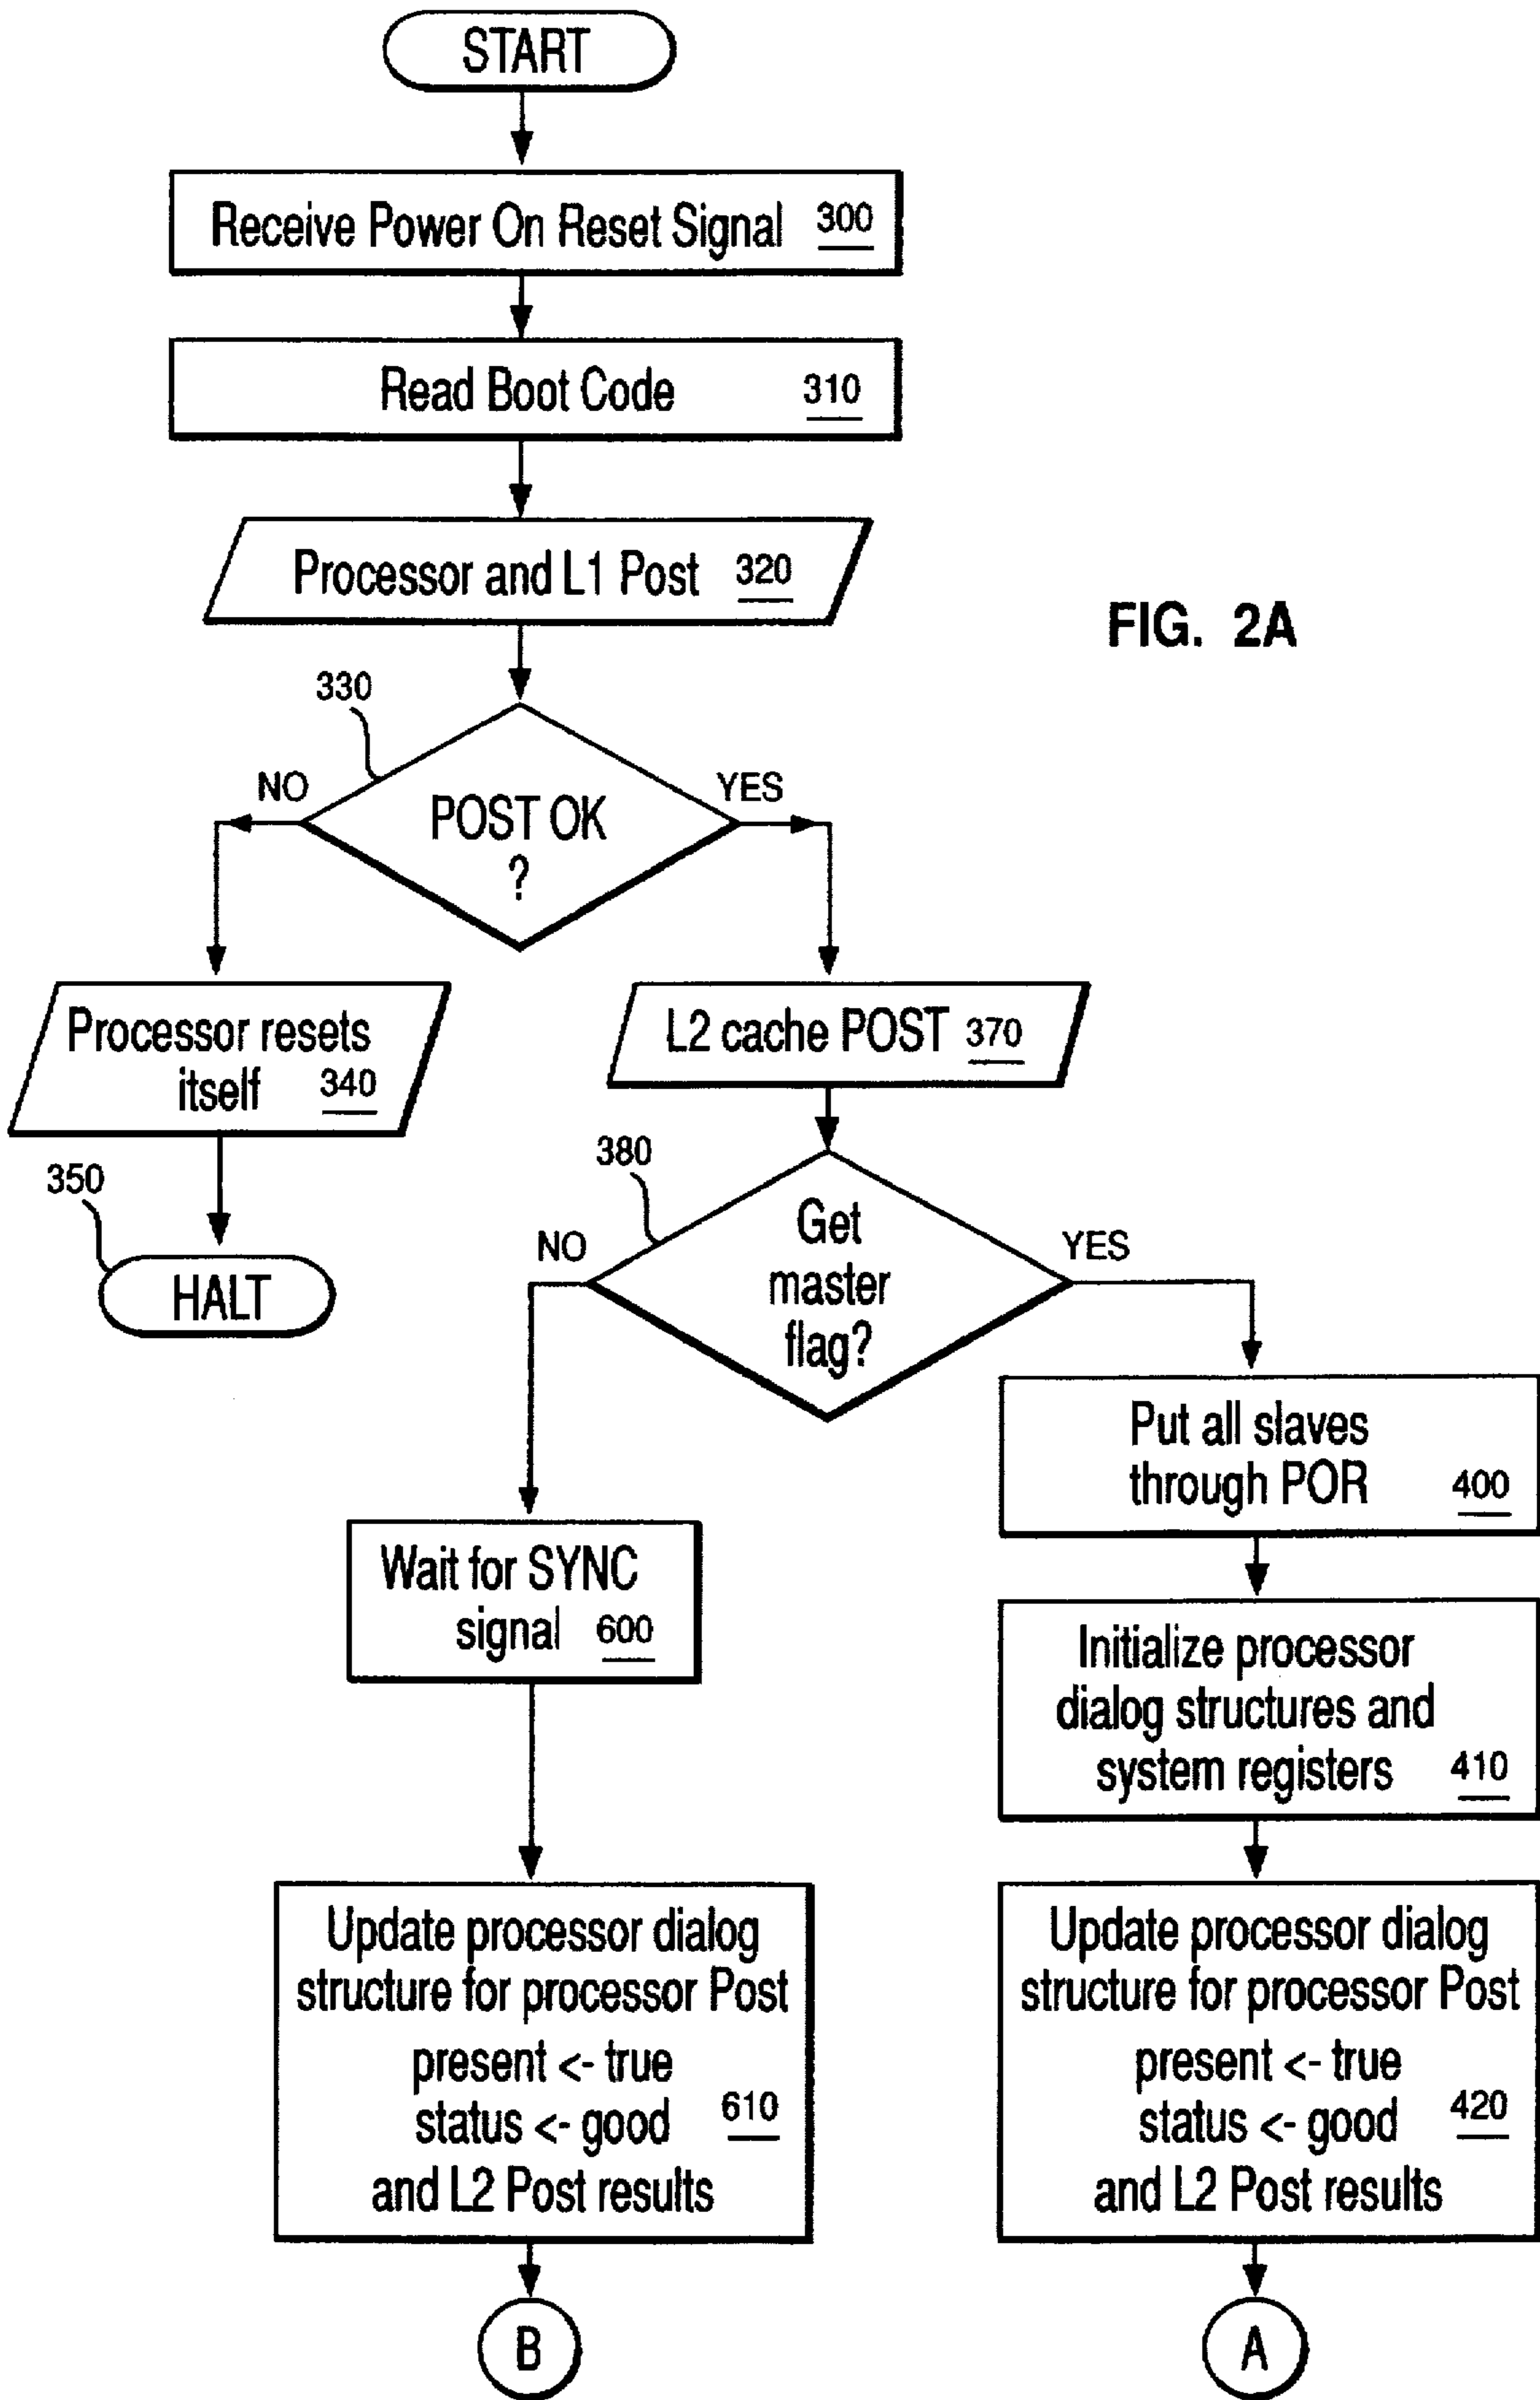 START
Receive Power On Reset Signal 300
Read Boot Code 310
Processor and L1 Post 320
FIG. 2A
330
NO
YES
POST OK
?
Processor resets
itself 340
L2 cache POST 370
350
HALT
380
NO
YES
Get
master
flag?
Put all slaves
through POR 400
Wait for SYNC
signal 600
Initialize processor
dialog structures and
system registers 410
Update processor dialog
structure for processor Post
present <- true
status <- good 610
and L2 Post results
Update processor dialog
structure for processor Post
present <- true
status <- good 420
and L2 Post results
B
A